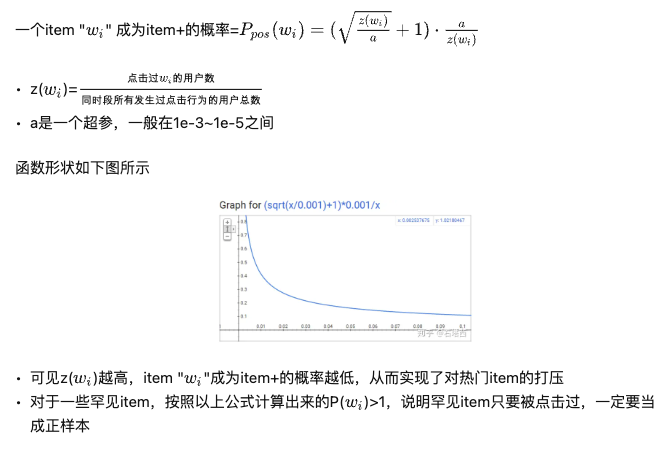 一个item "$w_i$" 成为item+的概率=$P_{pos}(w_i) = (\sqrt{\frac{z(w_i)}{a}} + 1) \cdot \frac{a}{z(w_i)}$
• z($w_i$)=$\frac{点击过w_i的用户数}{同时段所有发生过点击行为的用户总数}$
• a是一个超参，一般在1e-3~1e-5之间
函数形状如下图所示
Graph for (sqrt(x/0.001)+1)*0.001/x
0.8
0.7
0.6
0.5
0.4
0.3
0.2
0.1
0.01 0.02 0.03 0.04 0.05 0.06 0.07 0.08 0.09 0.1
• 可见z($w_i$)越高，item "$w_i$"成为item+的概率越低，从而实现了对热门item的打压
• 对于一些罕见item，按照以上公式计算出来的P($w_i$)>1，说明罕见item只要被点击过，一定要当
成正样本